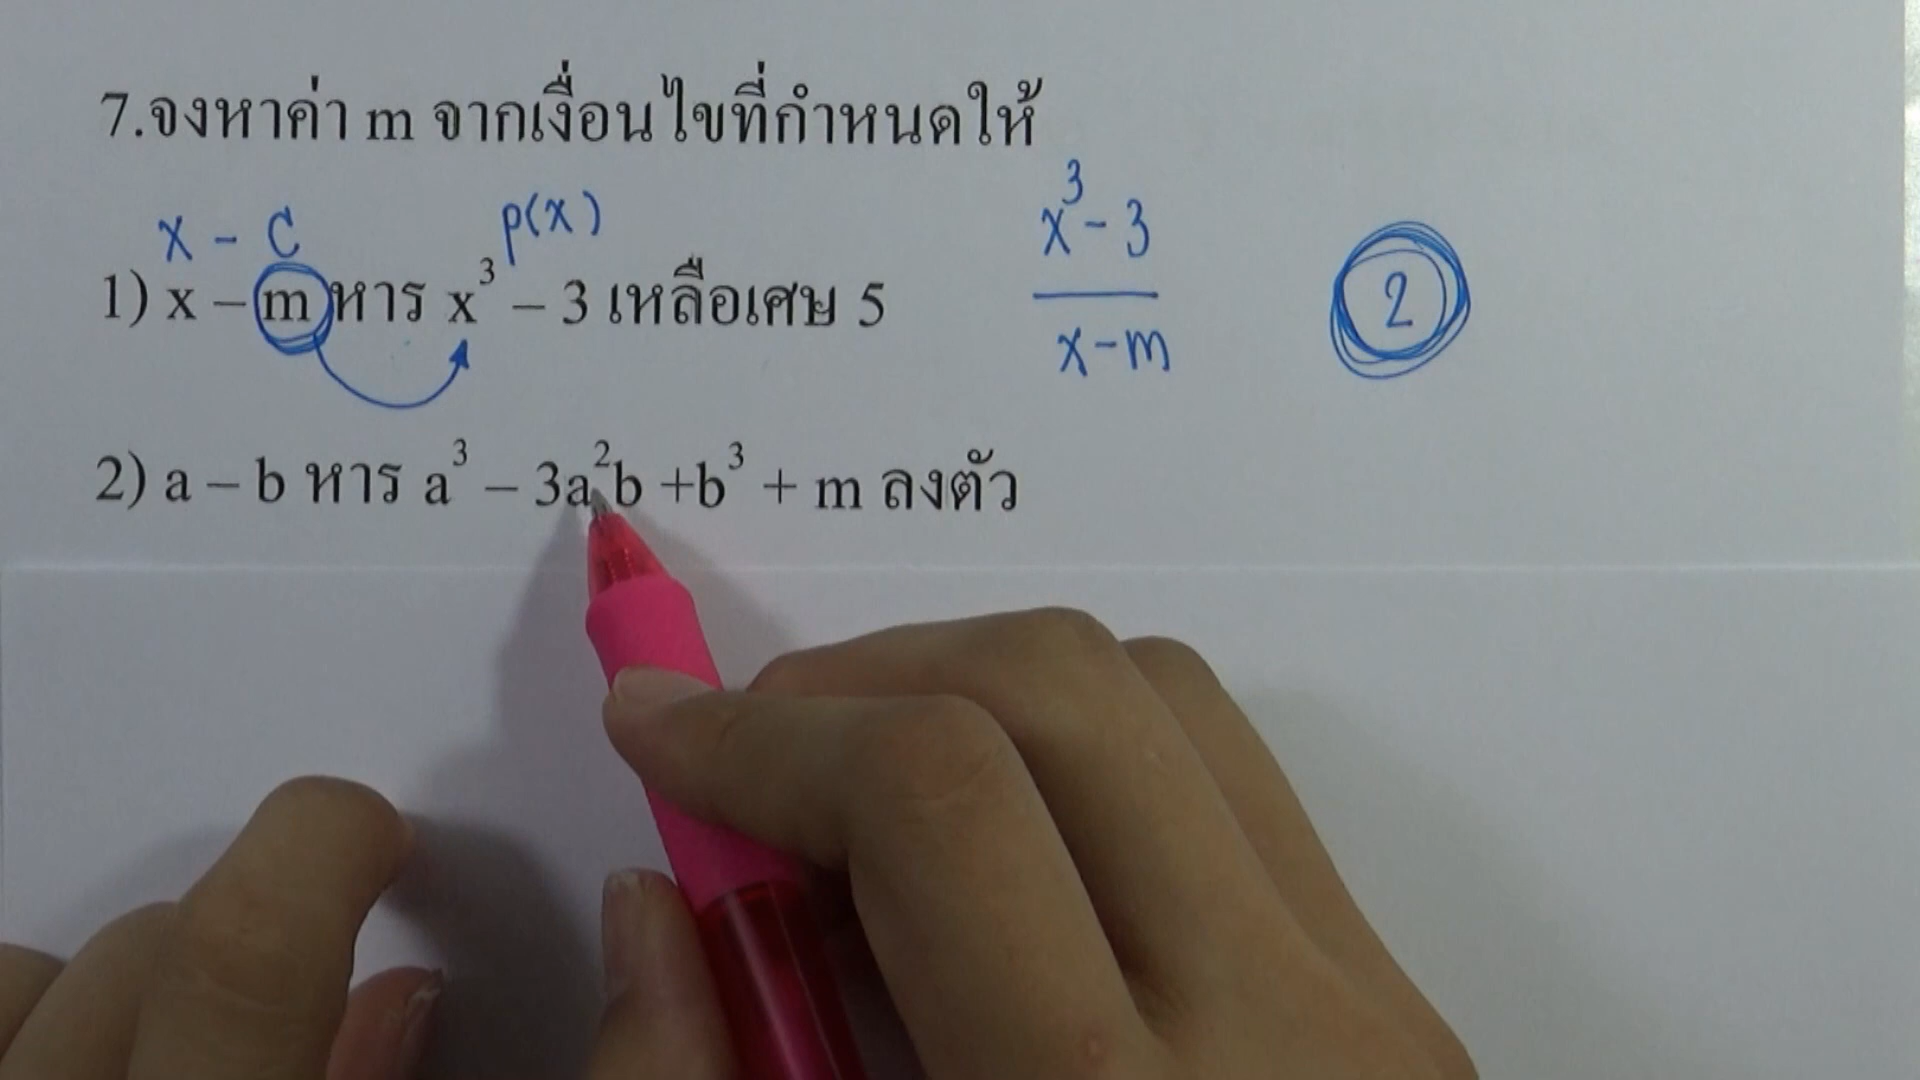 7.จงหาค่า m จากเงื่อนไขที่กำหนดให้
x - c p(x)
1) x – m หาร x³ – 3 เหลือเศษ 5
x³ - 3
x - m
2
2) a – b หาร a³ – 3a²b +b³ + m ลงตัว